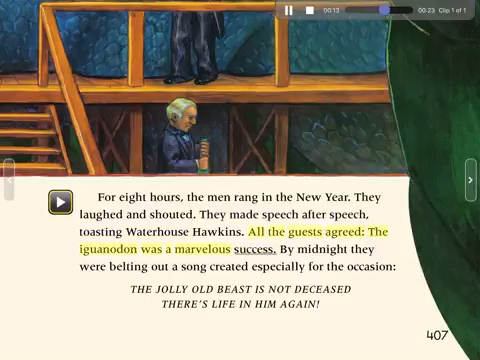 00:13
00:23 Clip 1 of 1
For eight hours, the men rang in the New Year. They
laughed and shouted. They made speech after speech,
toasting Waterhouse Hawkins. All the guests agreed: The
iguanodon was a marvelous success. By midnight they
were belting out a song created especially for the occasion:
THE JOLLY OLD BEAST IS NOT DECEASED
THERE'S LIFE IN HIM AGAIN!
407